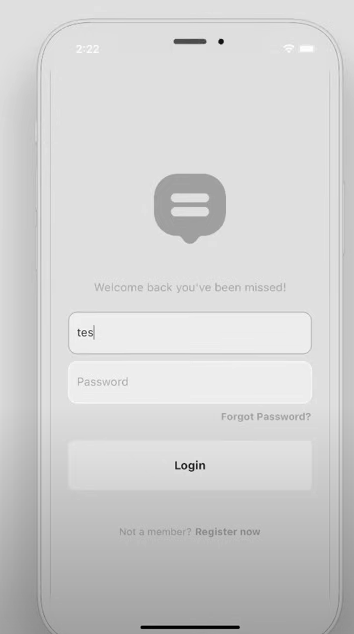 2:22
Welcome back you've been missed!
tes
Password
Forgot Password?
Login
Not a member? Register now